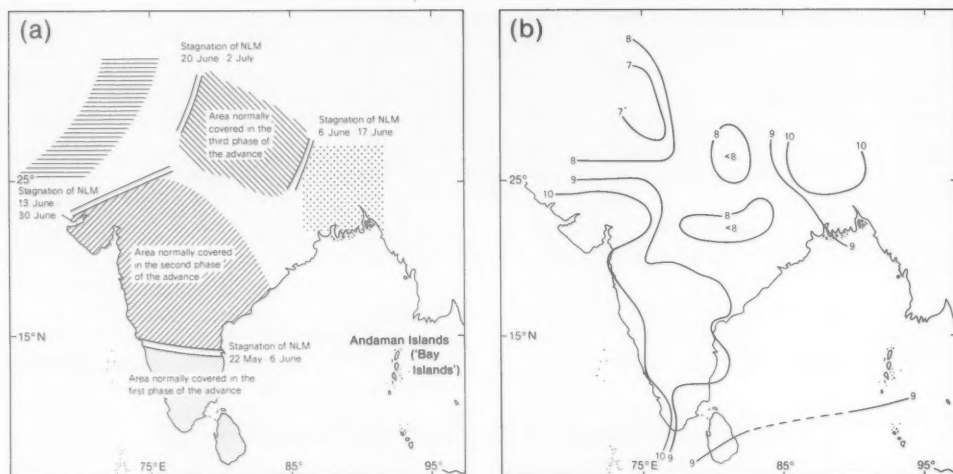 (a)
Stagnation of NLM
20 June - 2 July
Area normally
covered in the
third phase of
the advance
Stagnation of NLM
6 June 17 June
25°
Stagnation of NLM
13 June -
30 June
Area normally covered
in the second phase
of the advance
15°N
Stagnation of NLM
22 May - 6 June
Andaman Islands
('Bay
Islands')
Area normally covered in the
first phase of the advance
75°E
85°
95°
(b)
8
7
7
8
<8
9
10
10
8
9
10
25°
8
8
<8
9
15°N
10
9
9
9
75°E
85°
95°